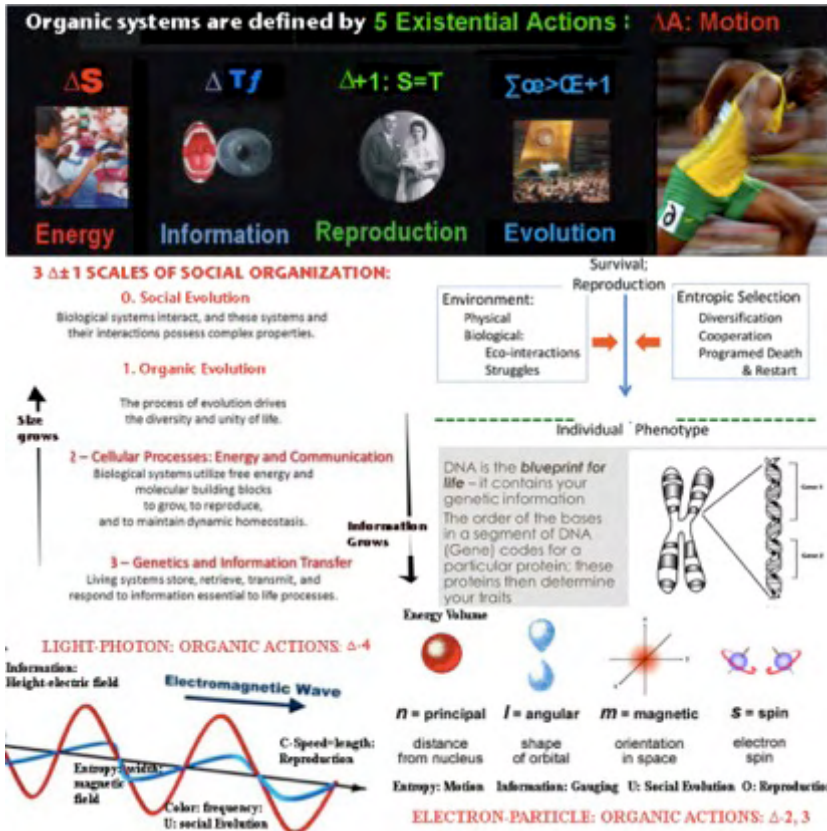 Organic systems are defined by 5 Existential Actions : ΔA: Motion
ΔS
Δ Tƒ
Δ+1: S=T
∑œ>Œ+1
Energy
Information
Reproduction
Evolution
3 Δ±1 SCALES OF SOCIAL ORGANIZATION:
0. Social Evolution
Biological systems interact, and these systems and
their interactions possess complex properties.
1. Organic Evolution
The process of evolution drives
the diversity and unity of life.
Size
grows
2 – Cellular Processes: Energy and Communication
Biological systems utilize free energy and
molecular building blocks
to grow, to reproduce,
and to maintain dynamic homeostasis.
Information
Grows
3 – Genetics and Information Transfer
Living systems store, retrieve, transmit, and
respond to information essential to life processes.
Survival;
Reproduction
Environment:
Physical
Biological:
Eco-interactions
Struggles
Entropic Selection
Diversification
Cooperation
Programed Death
& Restart
Individual Phenotype
DNA is the blueprint for
life – it contains your
genetic information
The order of the bases
in a segment of DNA
(Gene) codes for a
particular protein; these
proteins then determine
your traits
Gene 1
Gene 2
LIGHT-PHOTON: ORGANIC ACTIONS: Δ-4
Information:
Height-electric field
Electromagnetic Wave
C-Speed=length:
Reproduction
Entropy: width:
magnetic
field
Color: frequency:
U: social Evolution
Energy Volume
n = principal
l = angular
m = magnetic
s = spin
distance
from nucleus
shape
of orbital
orientation
in space
electron
spin
Entropy: Motion
Information: Gauging
U: Social Evolution
O: Reproductio
ELECTRON-PARTICLE: ORGANIC ACTIONS: Δ-2, 3